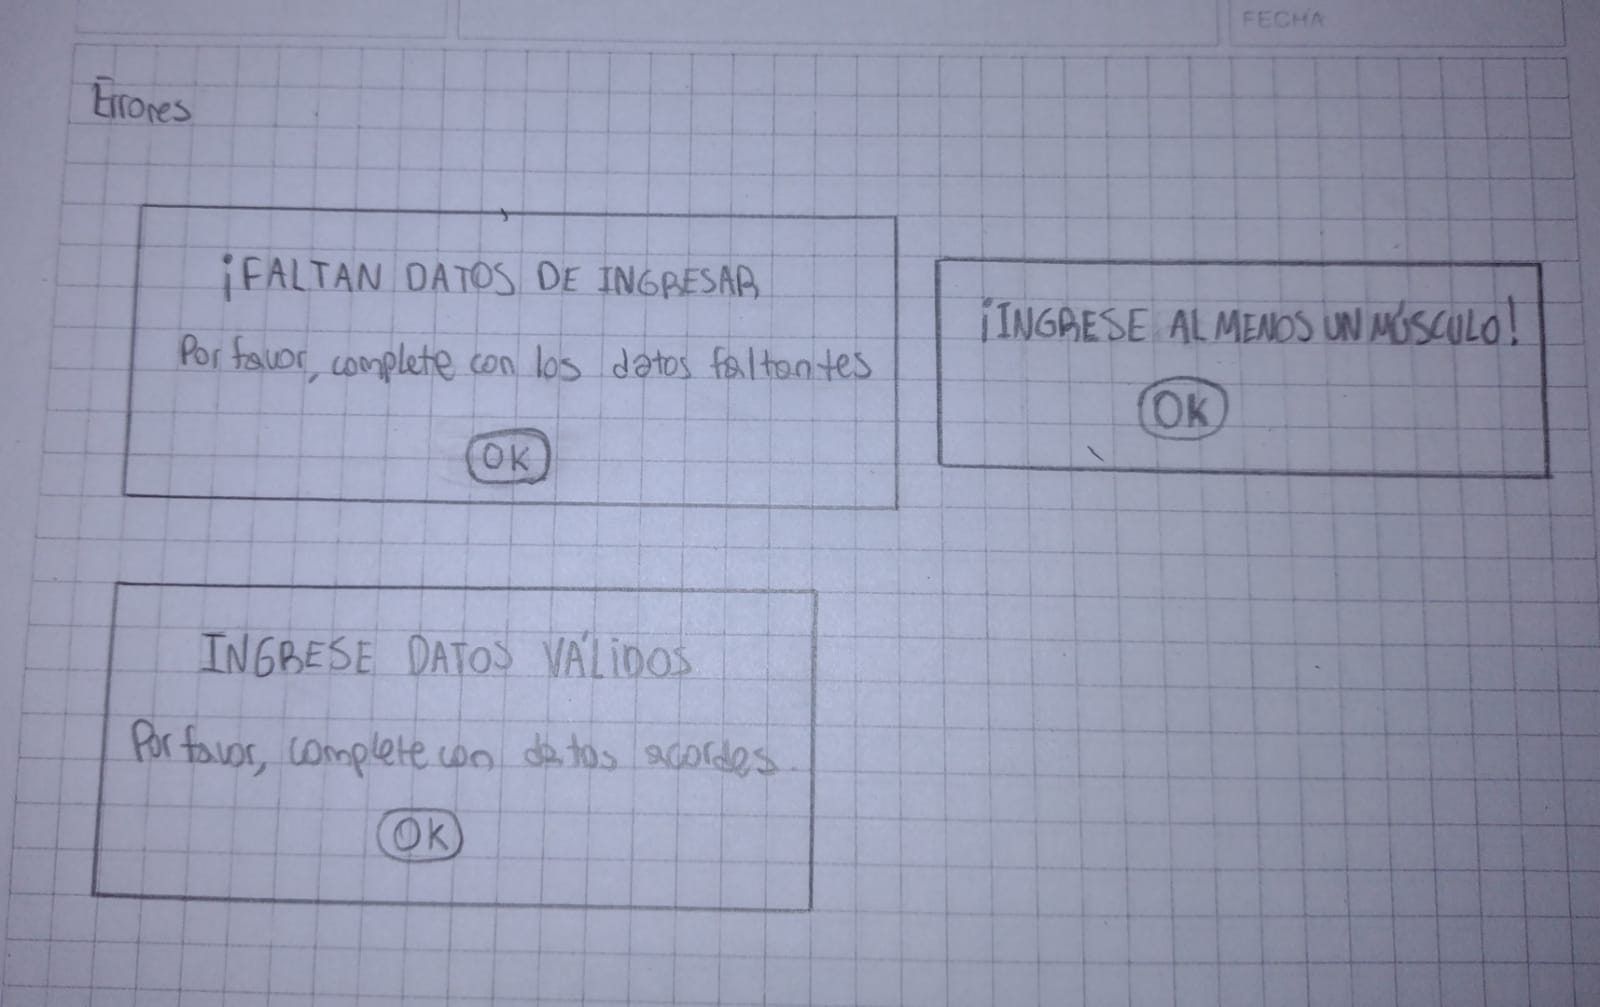 FECHA
Errores
¡FALTAN DATOS DE INGRESAR
Por favor, complete con los datos faltantes
OK
¡INGRESE AL MENOS UN MÚSCULO!
OK
INGRESE DATOS VÁLIDOS
Por favor, complete con datos acordes
OK